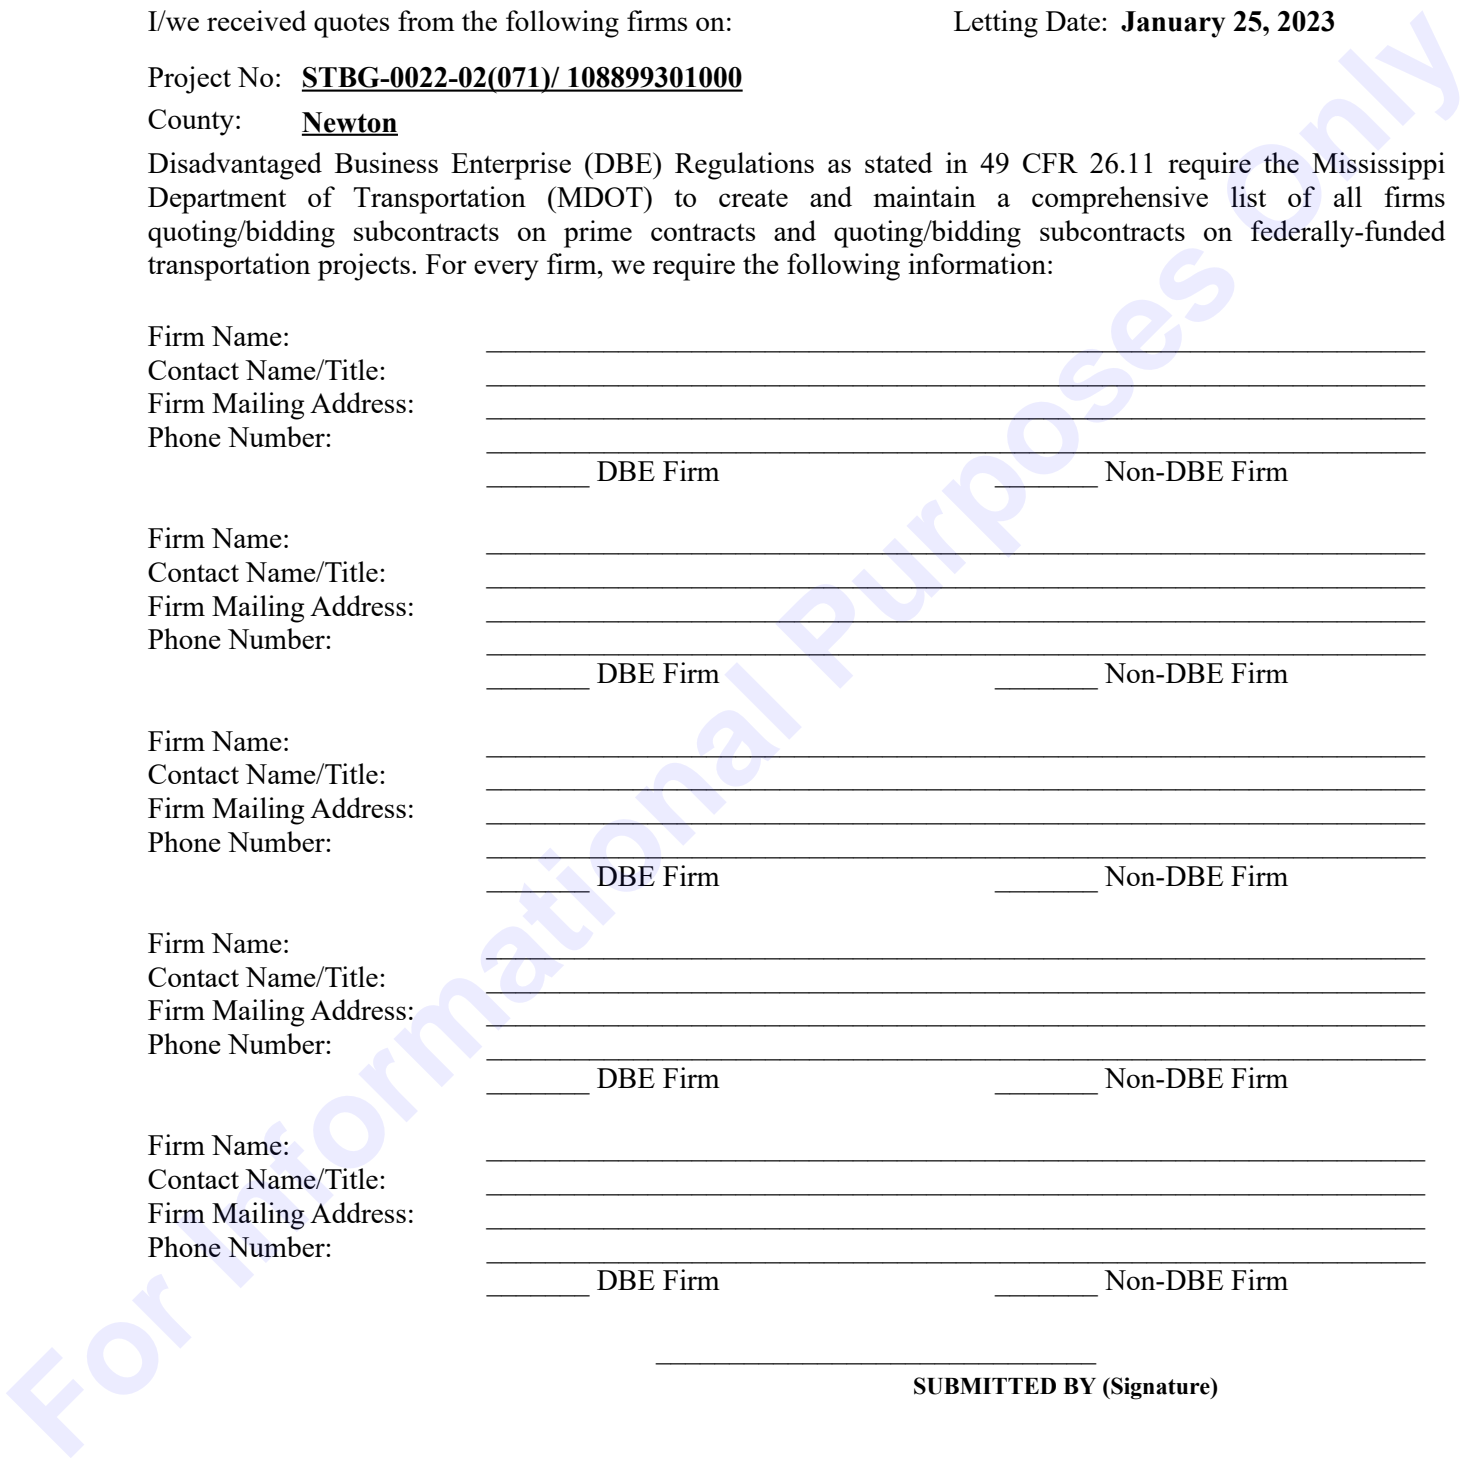 I/we received quotes from the following firms on: Letting Date: January 25, 2023
Project No: STBG-0022-02(071)/ 108899301000
County: Newton
Disadvantaged Business Enterprise (DBE) Regulations as stated in 49 CFR 26.11 require the Mississippi
Department of Transportation (MDOT) to create and maintain a comprehensive list of all firms
quoting/bidding subcontracts on prime contracts and quoting/bidding subcontracts on federally-funded
transportation projects. For every firm, we require the following information:
Firm Name:
Contact Name/Title:
Firm Mailing Address:
Phone Number:
DBE Firm Non-DBE Firm
Firm Name:
Contact Name/Title:
Firm Mailing Address:
Phone Number:
DBE Firm Non-DBE Firm
Firm Name:
Contact Name/Title:
Firm Mailing Address:
Phone Number:
DBE Firm Non-DBE Firm
Firm Name:
Contact Name/Title:
Firm Mailing Address:
Phone Number:
DBE Firm Non-DBE Firm
Firm Name:
Contact Name/Title:
Firm Mailing Address:
Phone Number:
DBE Firm Non-DBE Firm
SUBMITTED BY (Signature)
For Informational Purposes Only